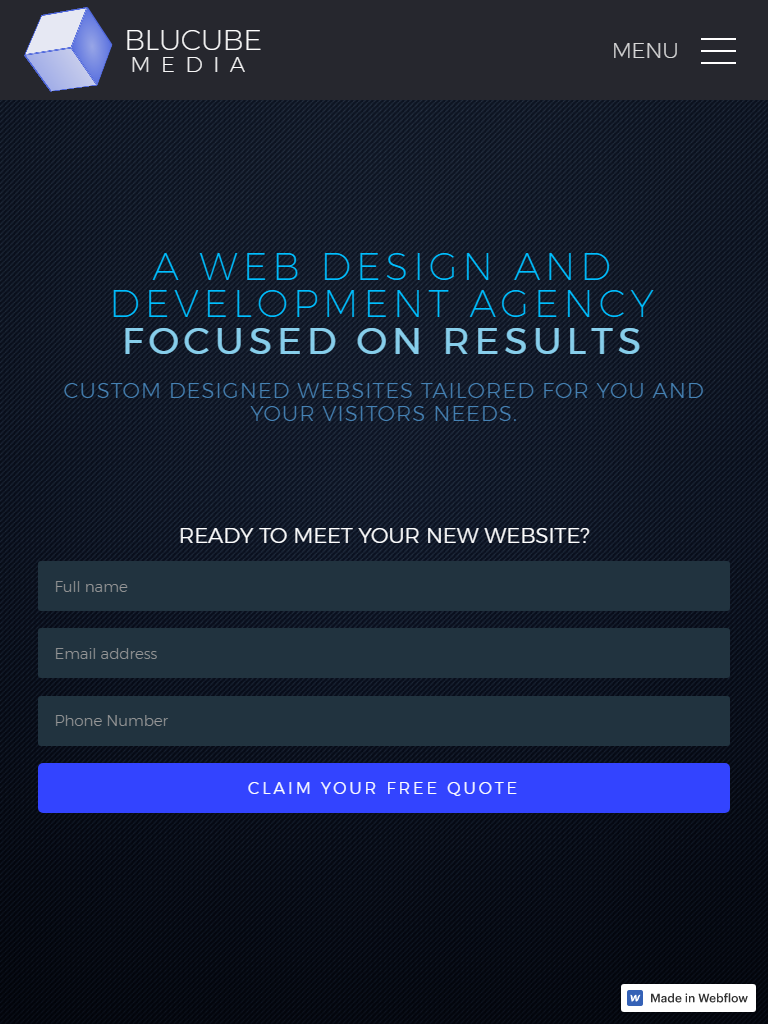 BLUCUBE
MEDIA
MENU
A WEB DESIGN AND
DEVELOPMENT AGENCY
FOCUSED ON RESULTS
CUSTOM DESIGNED WEBSITES TAILORED FOR YOU AND
YOUR VISITORS NEEDS.
READY TO MEET YOUR NEW WEBSITE?
Full name
Email address
Phone Number
CLAIM YOUR FREE QUOTE
W Made in Webflow